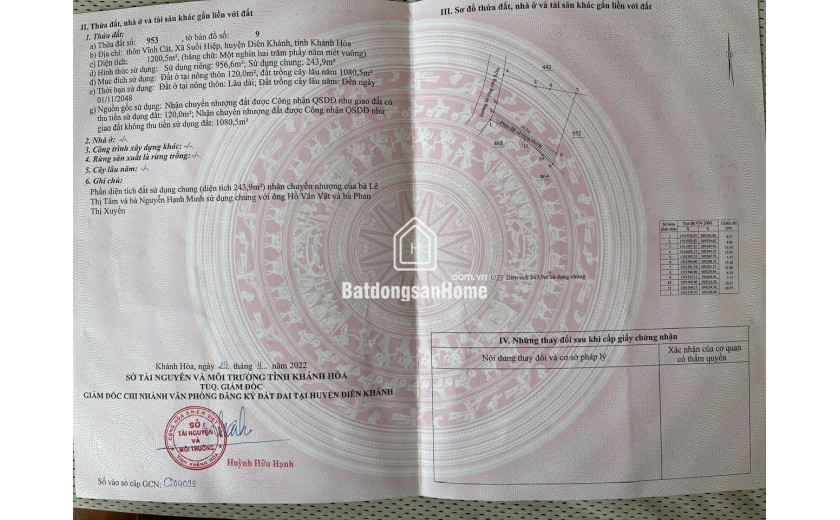 II. Thửa đất, nhà ở và tài sản khác gắn liền với đất
1. Thửa đất:
a) Thửa đất số: 953 , tờ bản đồ số: 9
b) Địa chỉ: thôn Vĩnh Cát, Xã Suối Hiệp, huyện Diên Khánh, tỉnh Khánh Hòa
c) Diện tích: 1200,5m², (bằng chữ: Một nghìn hai trăm phẩy năm mét vuông)
d) Hình thức sử dụng: Sử dụng riêng: 956,6m²; Sử dụng chung: 243,9m²
đ) Mục đích sử dụng: Đất ở tại nông thôn 120,0m², đất trồng cây lâu năm 1080,5m²
e) Thời hạn sử dụng: Đất ở tại nông thôn: Lâu dài; Đất trồng cây lâu năm: Đến ngày
01/11/2048
g) Nguồn gốc sử dụng: Nhận chuyển nhượng đất được Công nhận QSDĐ như giao đất có
thu tiền sử dụng đất: 120,0m²; Nhận chuyển nhượng đất được Công nhận QSDĐ như
giao đất không thu tiền sử dụng đất: 1080,5m²
2. Nhà ở: -/-
3. Công trình xây dựng khác: -/-
4. Rừng sản xuất là rừng trồng: -/-
5. Cây lâu năm: -/-
6. Ghi chú:
Phần diện tích đất sử dụng chung (diện tích 243,9m²) nhận chuyển nhượng của bà Lê
Thị Tâm và bà Nguyễn Hạnh Minh sử dụng chung với ông Hồ Văn Vật và bà Phan
Thị Xuyến
Khánh Hòa, ngày tháng năm 2022
SỞ TÀI NGUYÊN VÀ MÔI TRƯỜNG TỈNH KHÁNH HÒA
TUQ. GIÁM ĐỐC
GIÁM ĐỐC CHI NHÁNH VĂN PHÒNG ĐĂNG KÝ ĐẤT ĐAI TẠI HUYỆN DIÊN KHÁNH
SỞ
TÀI NGUYÊN
VÀ
MÔI TRƯỜNG
TỈNH KHÁNH HÒA
Huỳnh Hữu Hạnh
Số vào sổ cấp GCN:
III. Sơ đồ thửa đất, nhà ở và tài sản khác gắn liền với đất
442
952
468
469
Diện tích 243,9m² sử dụng chung
.com.vn
BatdongsanHome
IV. Những thay đổi sau khi cấp giấy chứng nhận
Nội dung thay đổi và cơ sở pháp lý
Xác nhận của cơ quan
có thẩm quyền